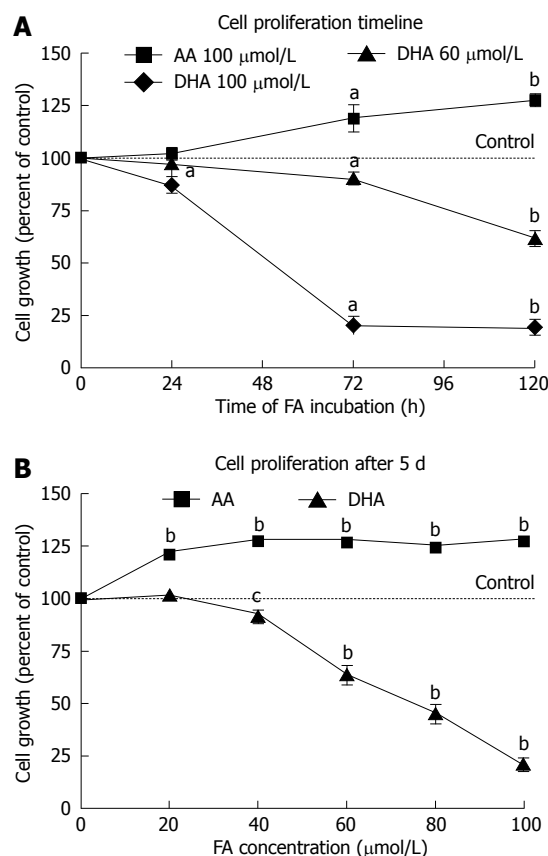 A
Cell proliferation timeline
AA 100 μmol/L
DHA 60 μmol/L
DHA 100 μmol/L
Cell growth (percent of control)
150
125
100
75
50
25
0
a
b
Control
a
a
b
a
b
0
24
48
72
96
120
Time of FA incubation (h)
B
Cell proliferation after 5 d
AA
DHA
Cell growth (percent of control)
150
125
100
75
50
25
0
b
b
b
b
b
Control
c
b
b
b
0
20
40
60
80
100
FA concentration (μmol/L)